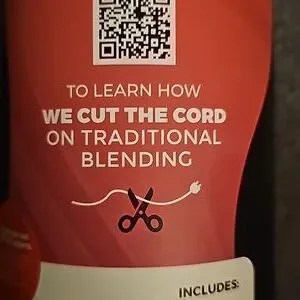 TO LEARN HOW
WE CUT THE CORD
ON TRADITIONAL
BLENDING
INCLUDES: